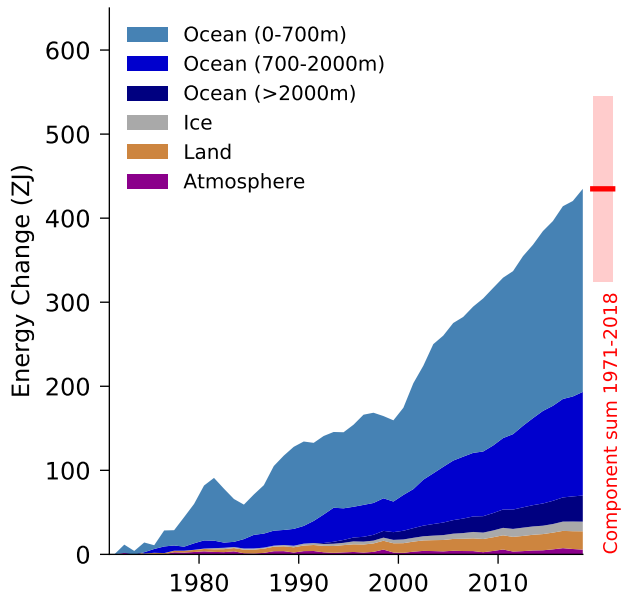 Ocean (0-700m)
Ocean (700-2000m)
Ocean (>2000m)
Ice
Land
Atmosphere
Energy Change (ZJ)
600
500
400
300
200
100
0
1980
1990
2000
2010
Component sum 1971-2018